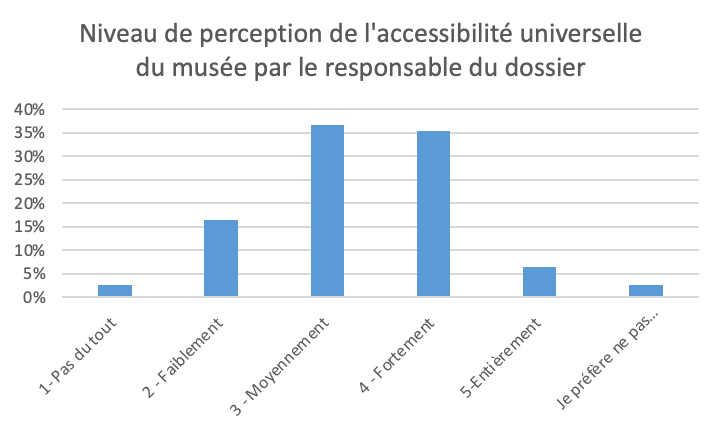 Niveau de perception de l'accessibilité universelle
du musée par le responsable du dossier
40%
35%
30%
25%
20%
15%
10%
5%
0%
1- Pas du tout
2 - Faiblement
3 - Moyennement
4 - Fortement
5-Entièrement
Je préfère ne pas...